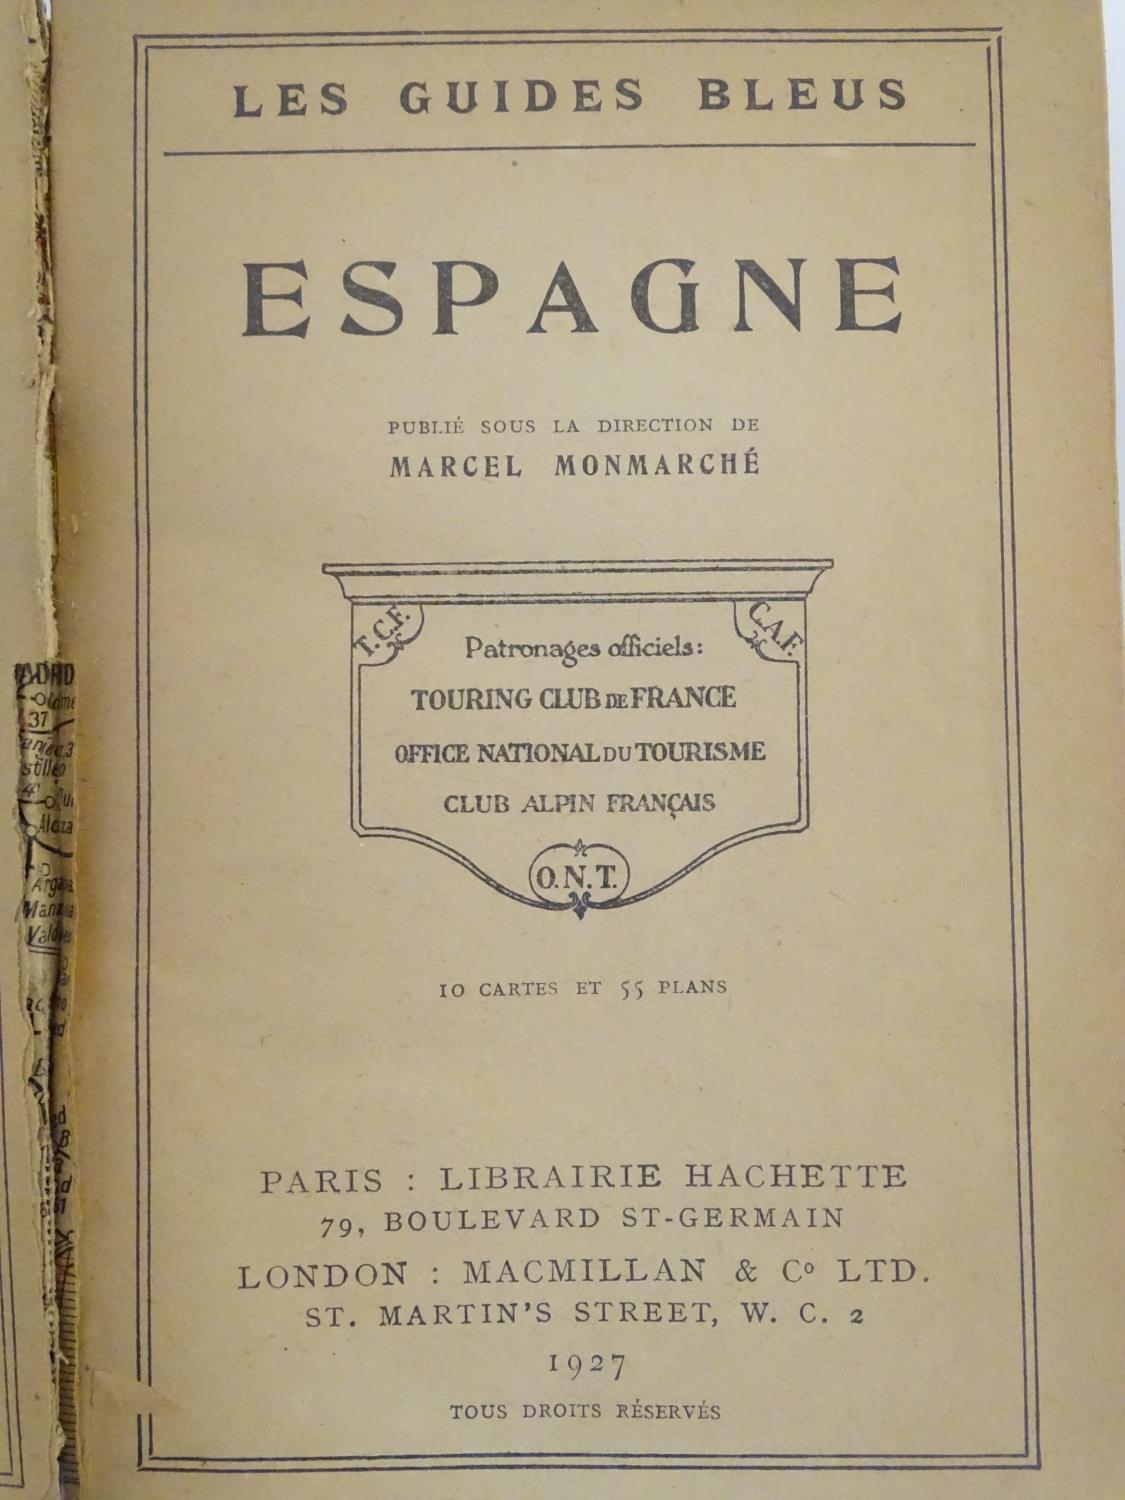 LES GUIDES BLEUS
ESPAGNE
PUBLIÉ SOUS LA DIRECTION DE
MARCEL MONMARCHÉ
T.C.F.
C.A.F.
Patronages officiels:
TOURING CLUB DE FRANCE
OFFICE NATIONAL DU TOURISME
CLUB ALPIN FRANÇAIS
O.N.T.
10 CARTES ET 55 PLANS
PARIS : LIBRAIRIE HACHETTE
79, BOULEVARD ST-GERMAIN
LONDON : MACMILLAN & Cº LTD.
ST. MARTIN'S STREET, W. C. 2
1927
TOUS DROITS RÉSERVÉS
37